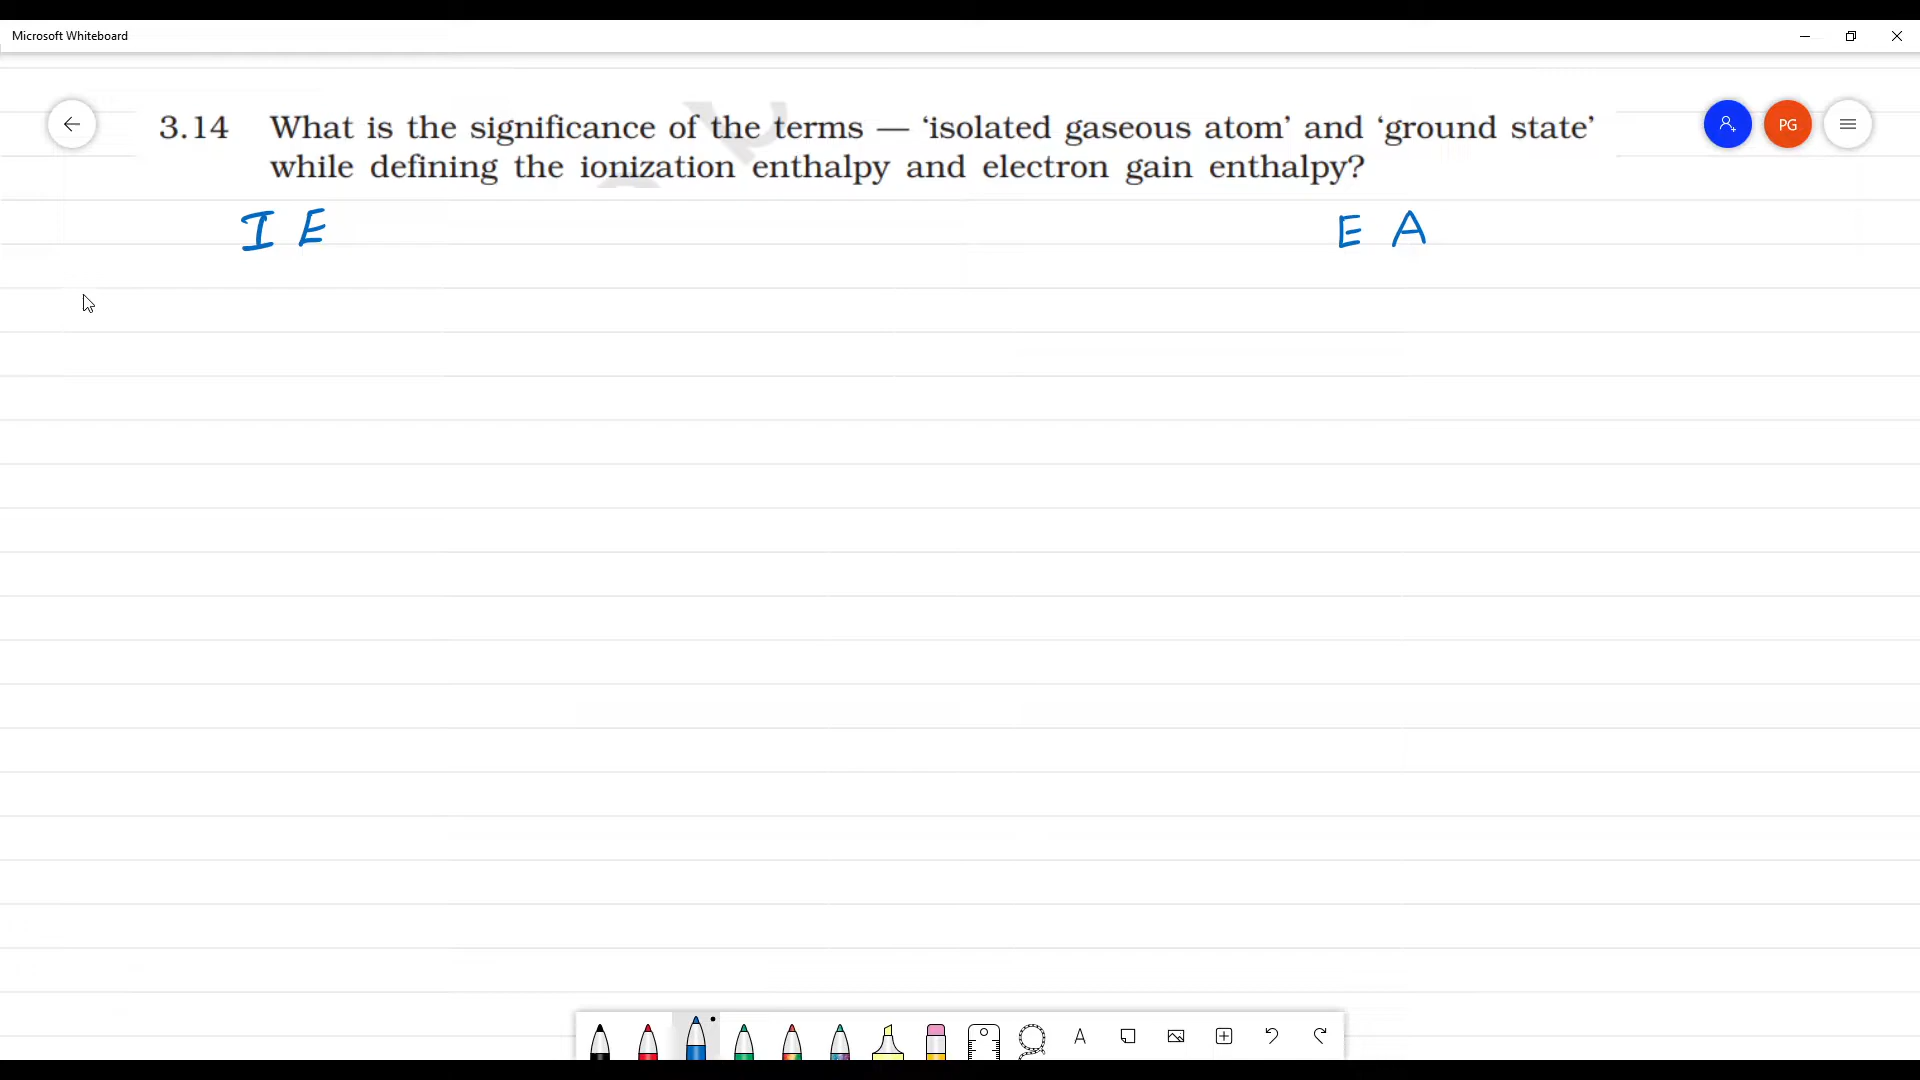 Microsoft Whiteboard
3.14 What is the significance of the terms — ‘isolated gaseous atom’ and ‘ground state’
while defining the ionization enthalpy and electron gain enthalpy?
PG
I E E A
A